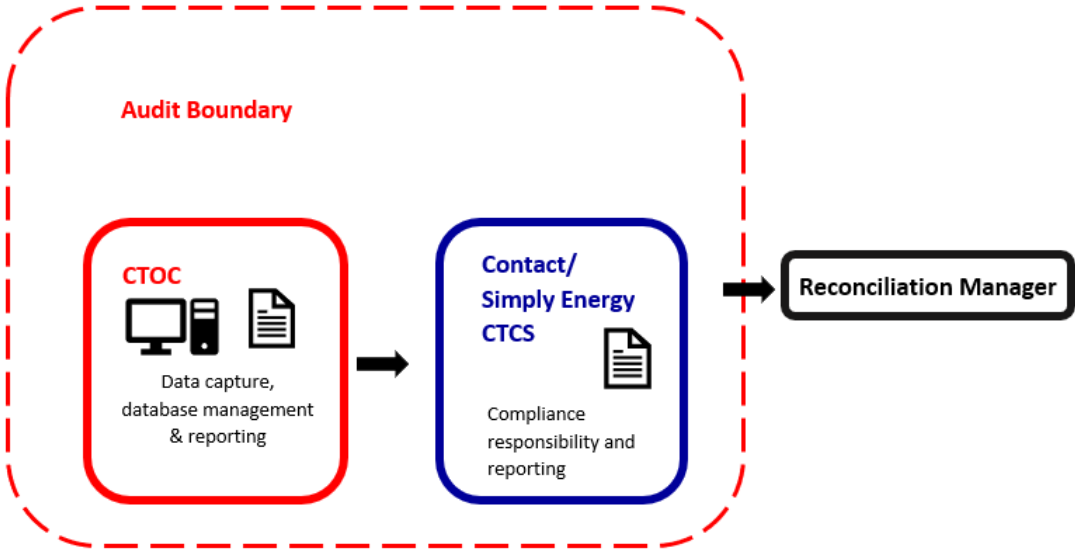 Audit Boundary
CTOC
Data capture,
database management
& reporting
Contact/
Simply Energy
CTCS
Compliance
responsibility and
reporting
Reconciliation Manager